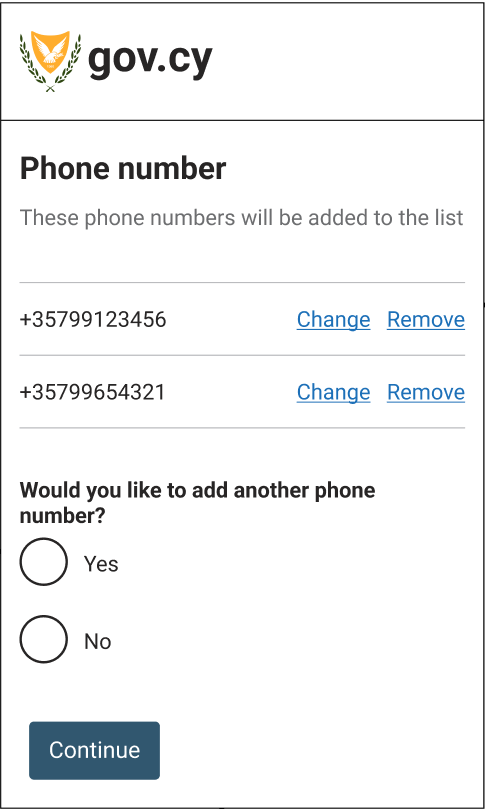 gov.cy
Phone number
These phone numbers will be added to the list
+35799123456 Change Remove
+35799654321 Change Remove
Would you like to add another phone
number?
Yes
No
Continue